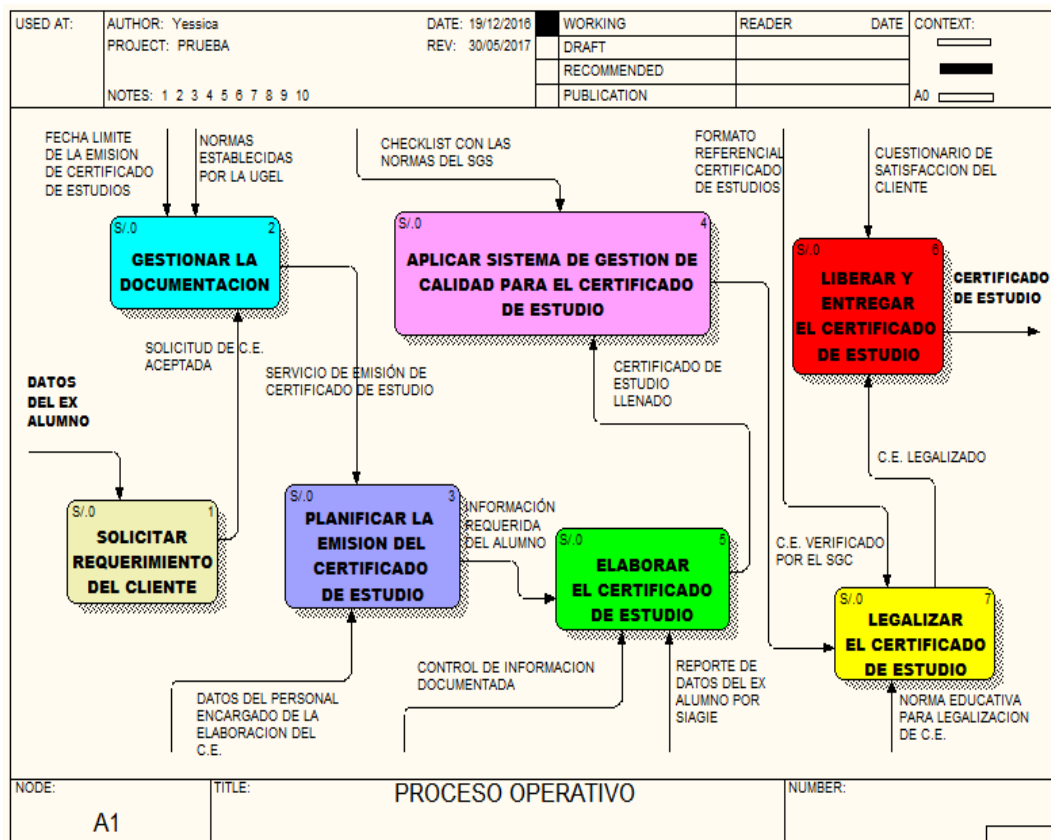 USED AT:
AUTHOR: Yessica
DATE: 19/12/2016
WORKING
READER
DATE
CONTEXT:
PROJECT: PRUEBA
REV: 30/05/2017
DRAFT
RECOMMENDED
NOTES: 1 2 3 4 5 6 7 8 9 10
PUBLICATION
A0
FECHA LIMITE
DE LA EMISION
DE CERTIFICADO
DE ESTUDIOS
NORMAS
ESTABLECIDAS
POR LA UGEL
CHECKLIST CON LAS
NORMAS DEL SGS
FORMATO
REFERENCIAL
CERTIFICADO
DE ESTUDIOS
CUESTIONARIO DE
SATISFACCION DEL
CLIENTE
S/.0 2
GESTIONAR LA
DOCUMENTACION
S/.0 4
APLICAR SISTEMA DE GESTION DE
CALIDAD PARA EL CERTIFICADO
DE ESTUDIO
S/.0 6
LIBERAR Y
ENTREGAR
EL CERTIFICADO
DE ESTUDIO
CERTIFICADO
DE ESTUDIO
SOLICITUD DE C.E.
ACEPTADA
SERVICIO DE EMISIÓN DE
CERTIFICADO DE ESTUDIO
CERTIFICADO DE
ESTUDIO
LLENADO
DATOS
DEL EX
ALUMNO
C.E. LEGALIZADO
S/.0 1
SOLICITAR
REQUERIMIENTO
DEL CLIENTE
S/.0 3
PLANIFICAR LA
EMISION DEL
CERTIFICADO
DE ESTUDIO
INFORMACIÓN
REQUERIDA
DEL ALUMNO
S/.0 5
ELABORAR
EL CERTIFICADO
DE ESTUDIO
C.E. VERIFICADO
POR EL SGC
S/.0 7
LEGALIZAR
EL CERTIFICADO
DE ESTUDIO
DATOS DEL PERSONAL
ENCARGADO DE LA
ELABORACION DEL
C.E.
CONTROL DE INFORMACION
DOCUMENTADA
REPORTE DE
DATOS DEL EX
ALUMNO POR
SIAGIE
NORMA EDUCATIVA
PARA LEGALIZACION
DE C.E.
NODE:
TITLE:
PROCESO OPERATIVO
NUMBER:
A1